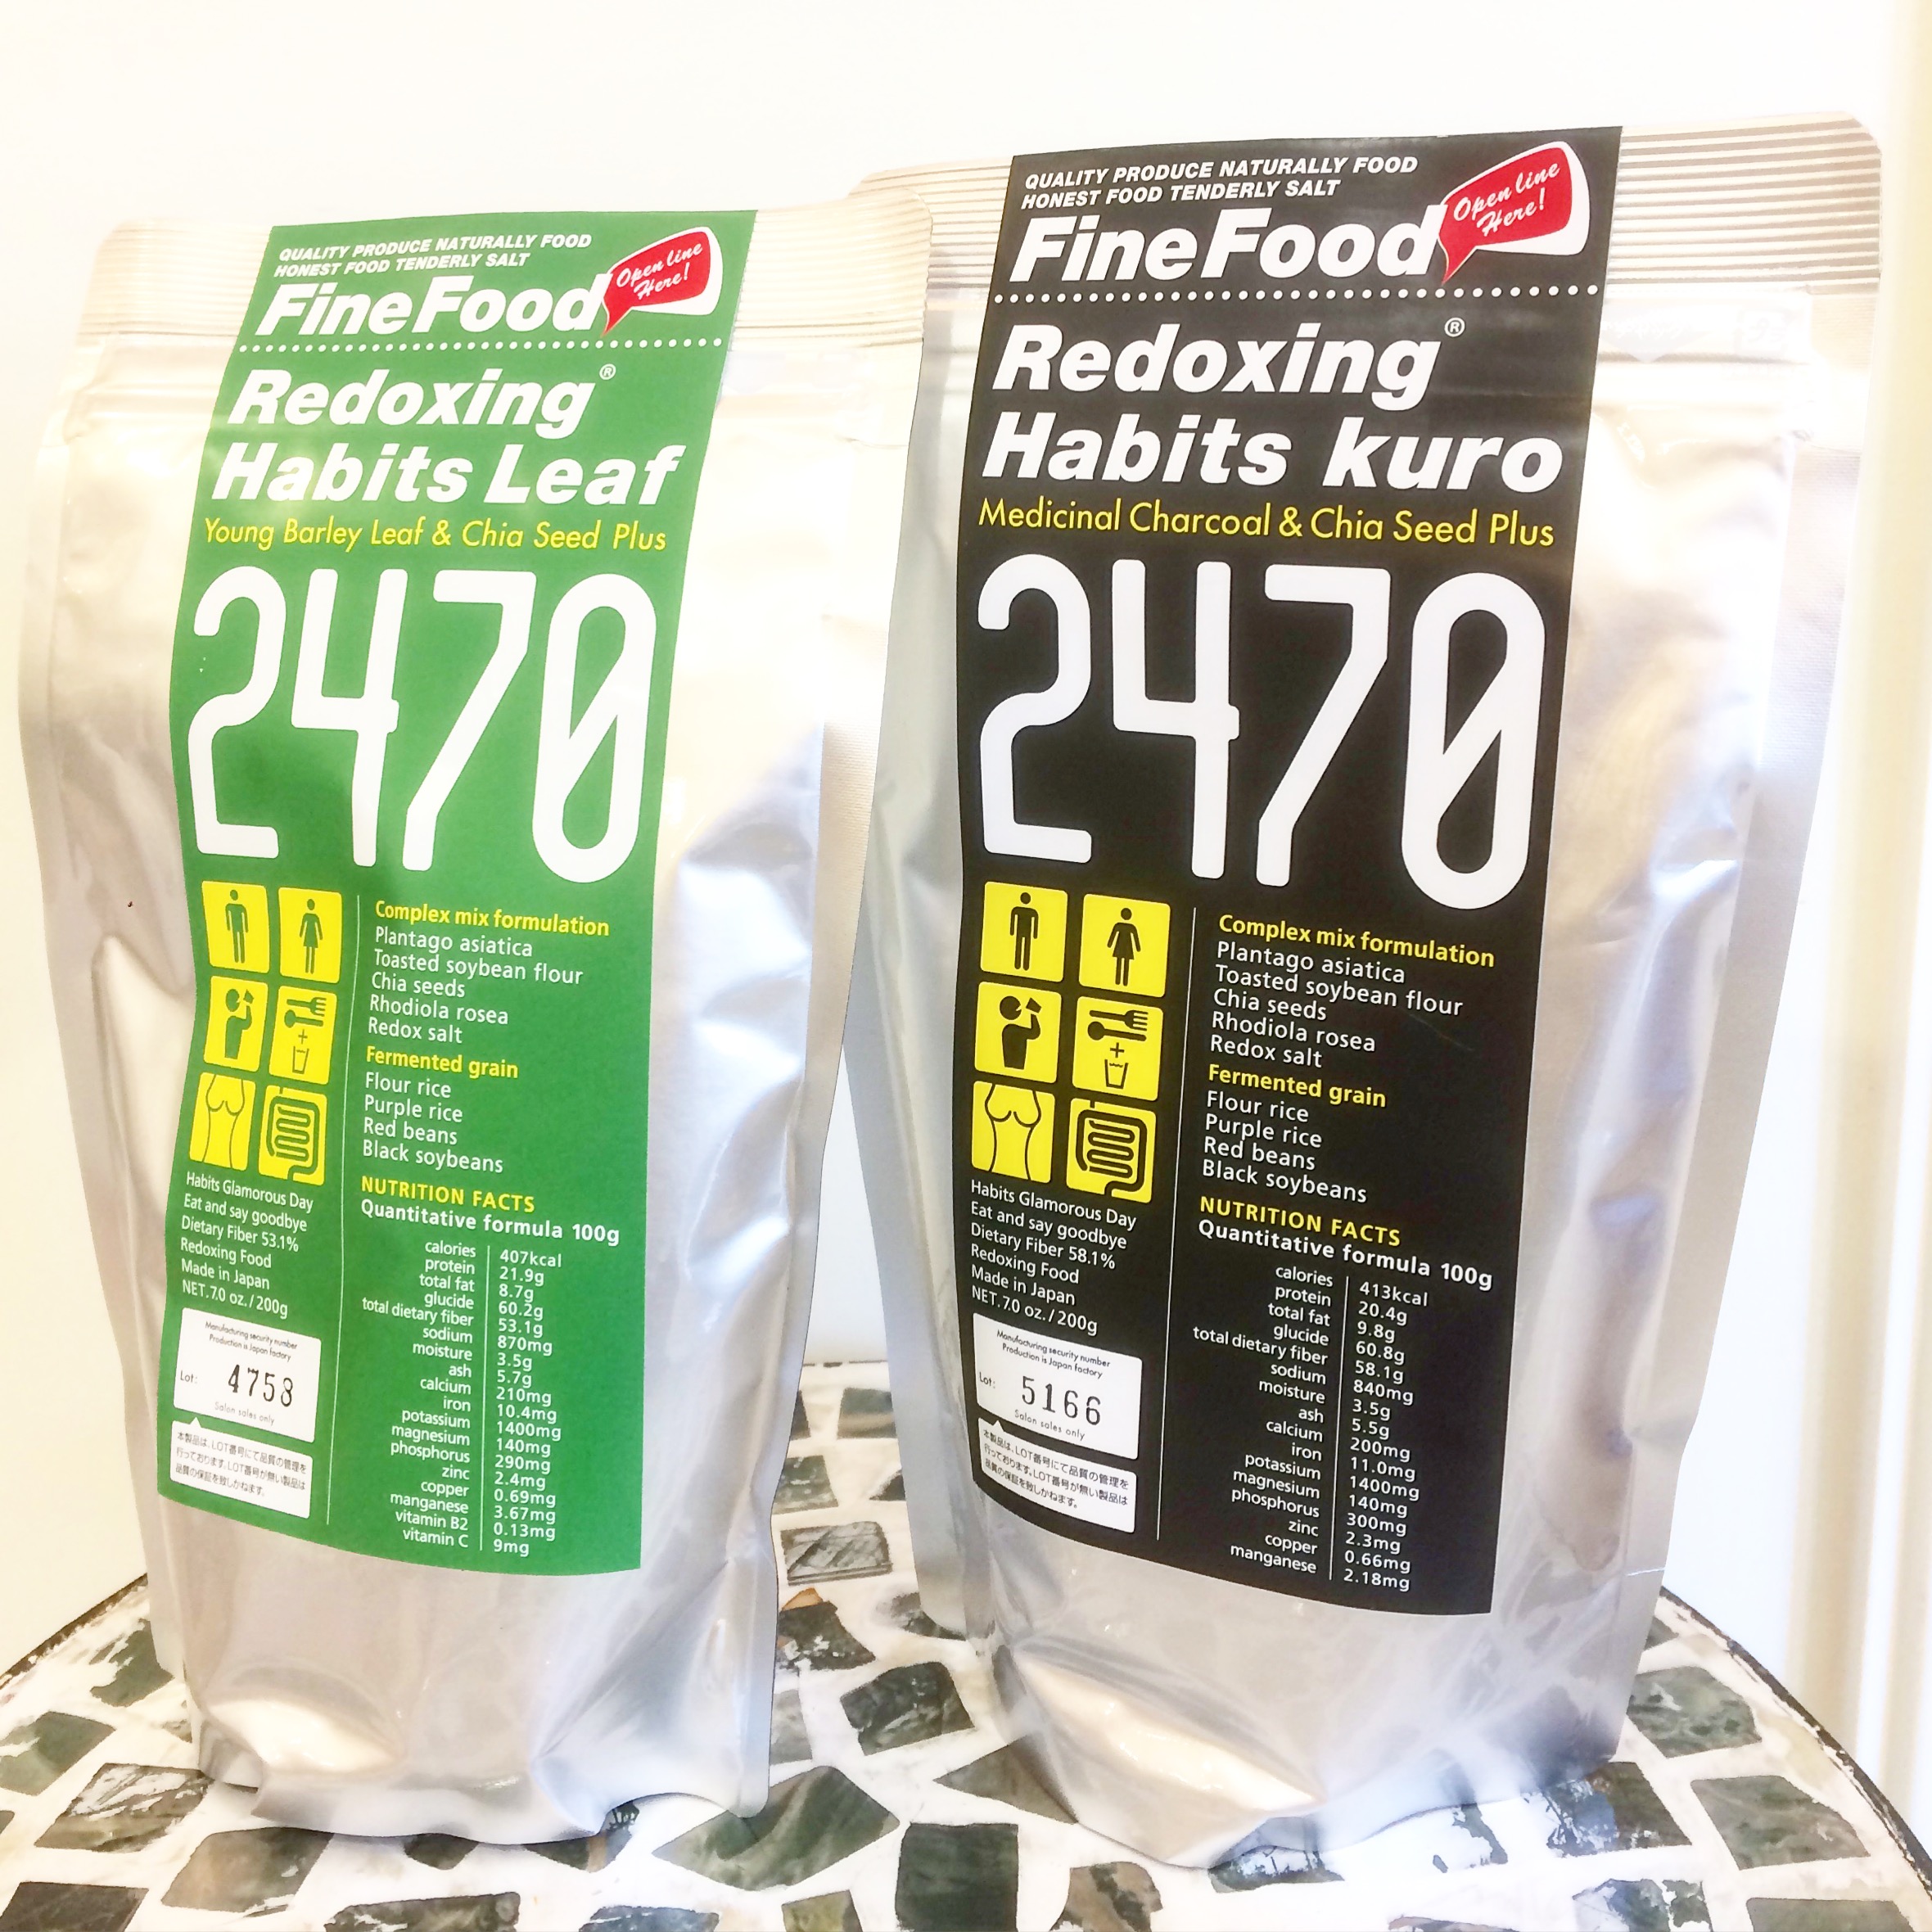 QUALITY PRODUCE NATURALLY FOOD
HONEST FOOD TENDERLY SALT
FineFood
Open line
Here!
Redoxing®
Habits Leaf
Young Barley Leaf & Chia Seed Plus
2470
Complex mix formulation
Plantago asiatica
Toasted soybean flour
Chia seeds
Rhodiola rosea
Redox salt
Fermented grain
Flour rice
Purple rice
Red beans
Black soybeans
NUTRITION FACTS
Quantitative formula 100g
calories 407kcal
protein 21.9g
total fat 8.7g
glucide 60.2g
total dietary fiber 53.1g
sodium 870mg
moisture 3.5g
ash 5.7g
calcium 210mg
iron 10.4mg
potassium 1400mg
magnesium 140mg
phosphorus 290mg
zinc 2.4mg
copper 0.69mg
manganese 3.67mg
vitamin B2 0.13mg
vitamin C 9mg
Habits Glamorous Day
Eat and say goodbye
Dietary Fiber 53.1%
Redoxing Food
Made in Japan
NET. 7.0 oz. / 200g
Manufacturing security number
Production is Japan factory
Lot: 4758
Salon sales only
本製品は、LOT番号にて品質の管理を
行っております。LOT番号が無い製品は
品質の保証を致しかねます。
QUALITY PRODUCE NATURALLY FOOD
HONEST FOOD TENDERLY SALT
FineFood
Open line
Here!
Redoxing®
Habits kuro
Medicinal Charcoal & Chia Seed Plus
2470
Complex mix formulation
Plantago asiatica
Toasted soybean flour
Chia seeds
Rhodiola rosea
Redox salt
Fermented grain
Flour rice
Purple rice
Red beans
Black soybeans
NUTRITION FACTS
Quantitative formula 100g
calories 413kcal
protein 20.4g
total fat 9.8g
glucide 60.8g
total dietary fiber 58.1g
sodium 840mg
moisture 3.5g
ash 5.5g
calcium 200mg
iron 11.0mg
potassium 1400mg
magnesium 140mg
phosphorus 300mg
zinc 2.3mg
copper 0.66mg
manganese 2.18mg
Habits Glamorous Day
Eat and say goodbye
Dietary Fiber 58.1%
Redoxing Food
Made in Japan
NET. 7.0 oz. / 200g
Manufacturing security number
Production is Japan factory
Lot: 5166
Salon sales only
本製品は、LOT番号にて品質の管理を
行っております。LOT番号が無い製品は
品質の保証を致しかねます。